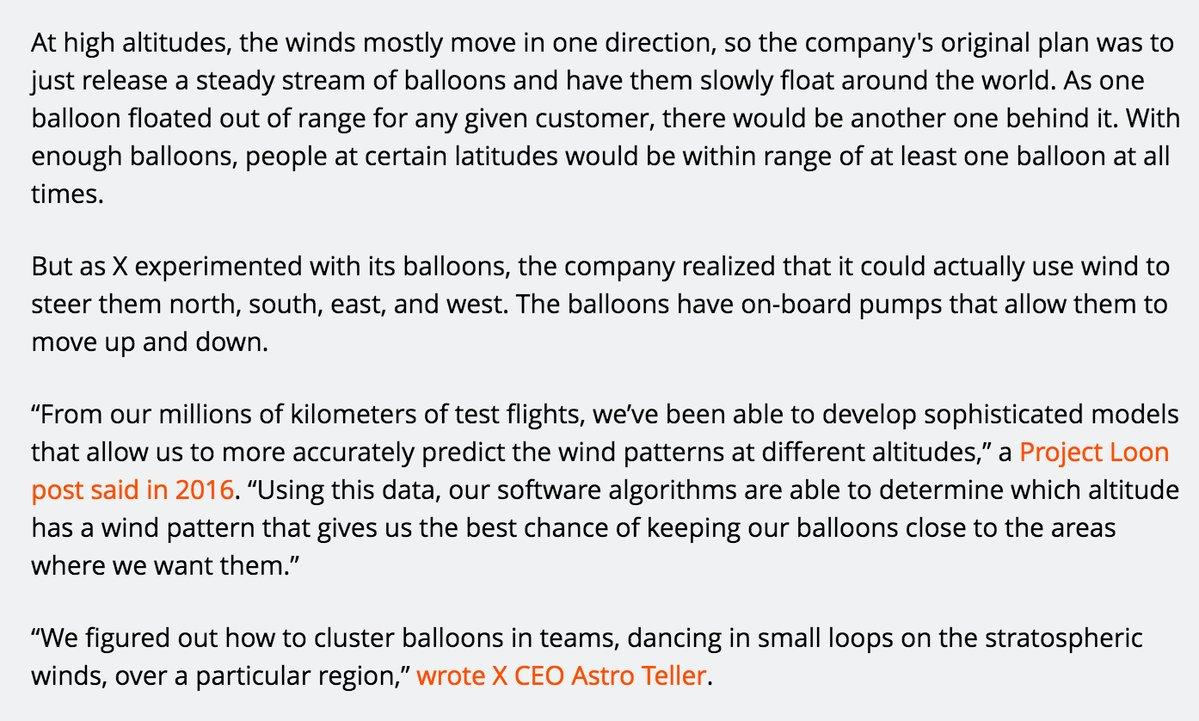 At high altitudes, the winds mostly move in one direction, so the company's original plan was to
just release a steady stream of balloons and have them slowly float around the world. As one
balloon floated out of range for any given customer, there would be another one behind it. With
enough balloons, people at certain latitudes would be within range of at least one balloon at all
times.
But as X experimented with its balloons, the company realized that it could actually use wind to
steer them north, south, east, and west. The balloons have on-board pumps that allow them to
move up and down.
“From our millions of kilometers of test flights, we’ve been able to develop sophisticated models
that allow us to more accurately predict the wind patterns at different altitudes,” a Project Loon
post said in 2016. “Using this data, our software algorithms are able to determine which altitude
has a wind pattern that gives us the best chance of keeping our balloons close to the areas
where we want them.”
“We figured out how to cluster balloons in teams, dancing in small loops on the stratospheric
winds, over a particular region,” wrote X CEO Astro Teller.